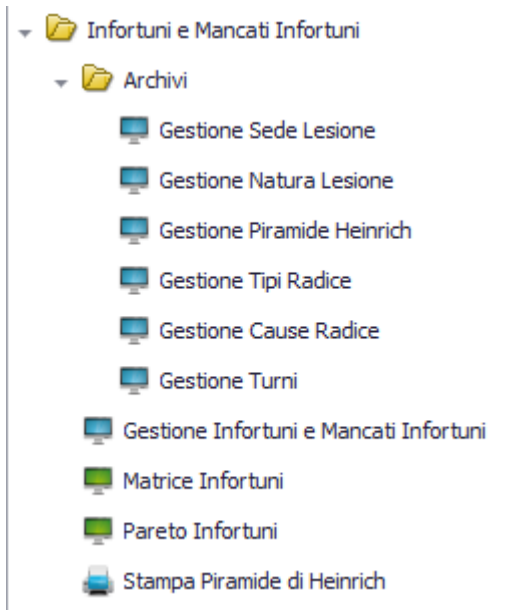 Infortuni e Mancati Infortuni
Archivi
Gestione Sede Lesione
Gestione Natura Lesione
Gestione Piramide Heinrich
Gestione Tipi Radice
Gestione Cause Radice
Gestione Turni
Gestione Infortuni e Mancati Infortuni
Matrice Infortuni
Pareto Infortuni
Stampa Piramide di Heinrich